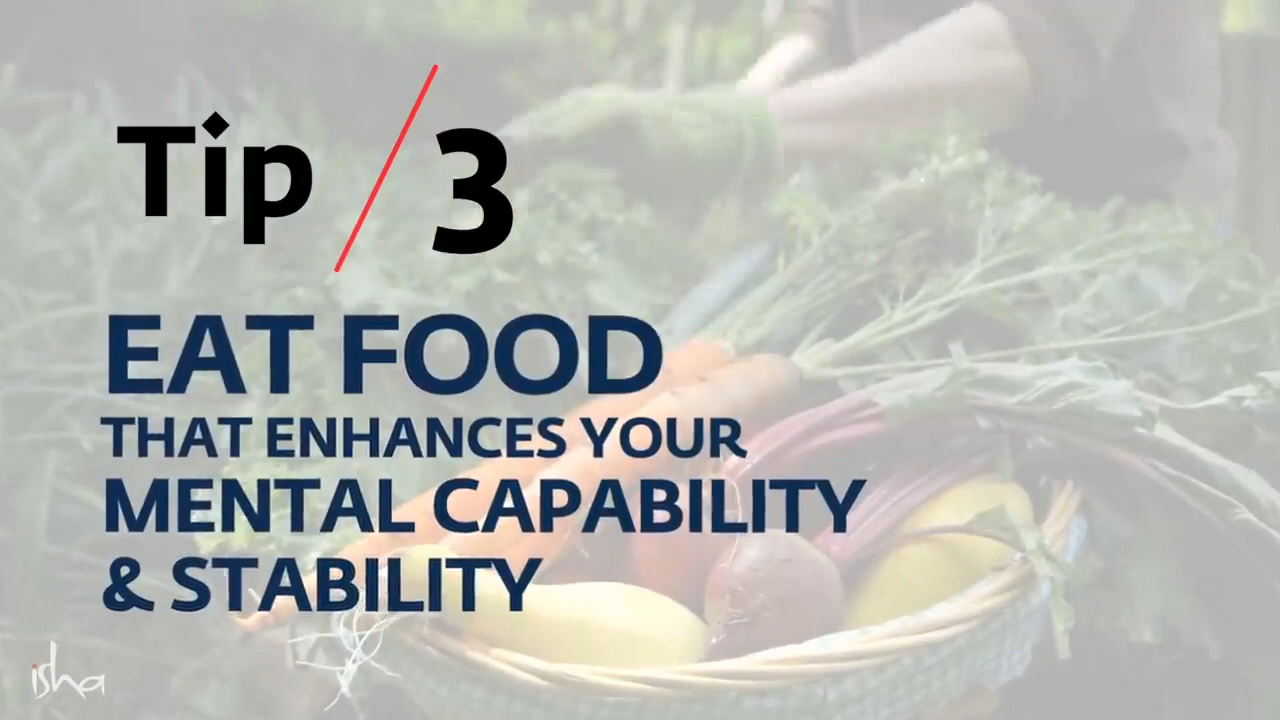 Tip / 3
EAT FOOD
THAT ENHANCES YOUR
MENTAL CAPABILITY
& STABILITY
isha